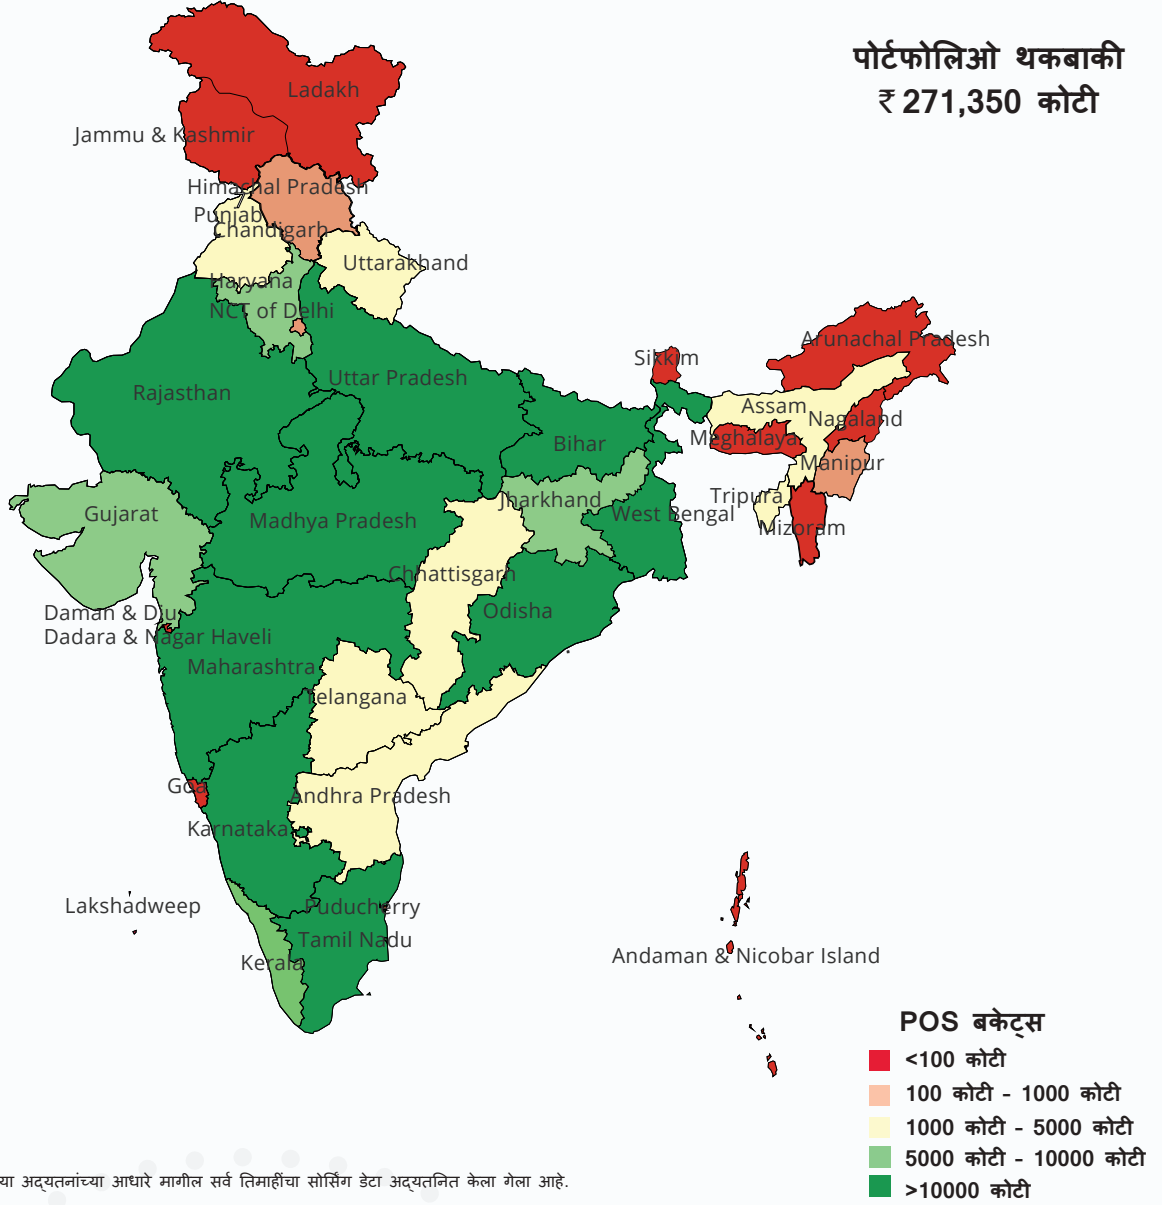 पोर्टफोलिओ थकबाकी
₹ 271,350 कोटी
Ladakh
Jammu & Kashmir
Himachal Pradesh
Punjab
Chandigarh
Uttarakhand
Haryana
NCT of Delhi
Arunachal Pradesh
Sikkim
Uttar Pradesh
Rajasthan
Assam
Nagaland
Bihar
Meghalaya
Manipur
Tripura
Jharkhand
Gujarat
Madhya Pradesh
West Bengal
Mizoram
Chhattisgarh
Odisha
Daman & Diu
Dadara & Nagar Haveli
Maharashtra
Telangana
Goa
Andhra Pradesh
Karnataka
Lakshadweep
Puducherry
Tamil Nadu
Kerala
Andaman & Nicobar Island
POS बकेट्स
<100 कोटी
100 कोटी - 1000 कोटी
1000 कोटी - 5000 कोटी
5000 कोटी - 10000 कोटी
>10000 कोटी
या अद्यतनांच्या आधारे मागील सर्व तिमाहींचा सोर्सिंग डेटा अद्यतनित केला गेला आहे.